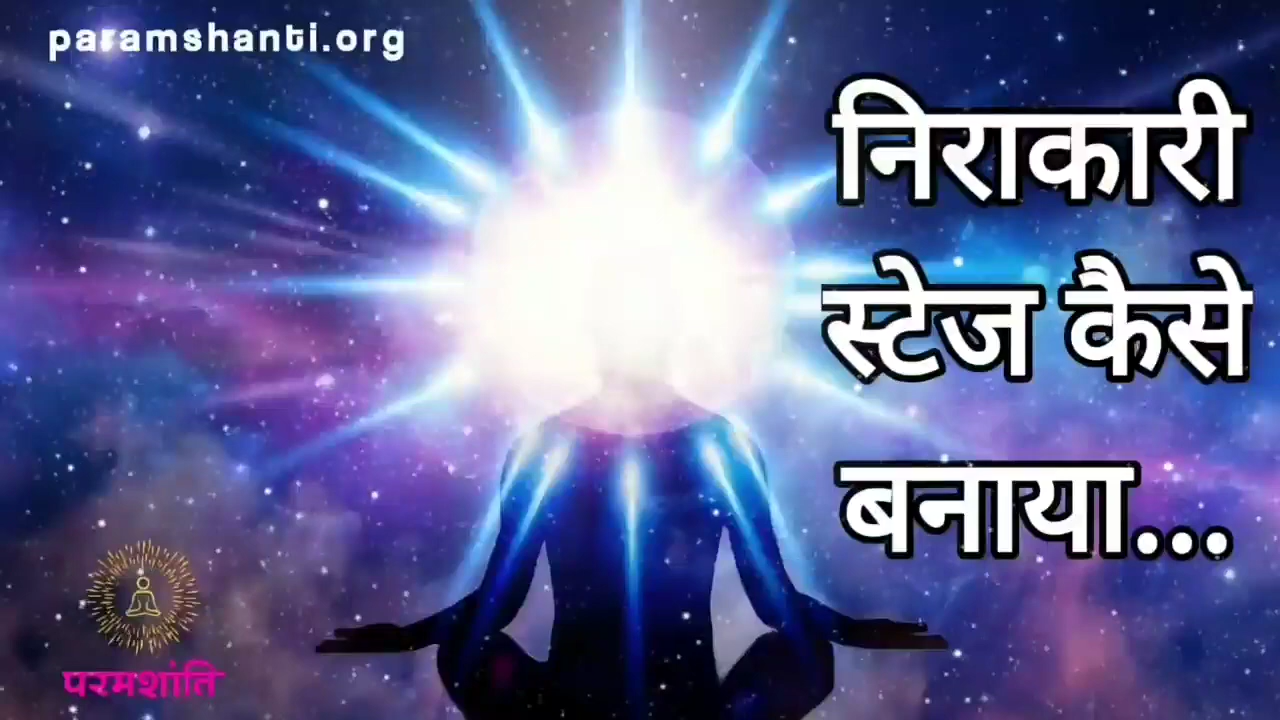 paramshanti.org
निराकारी
स्टेज कैसे
बनाया...
परमशांति